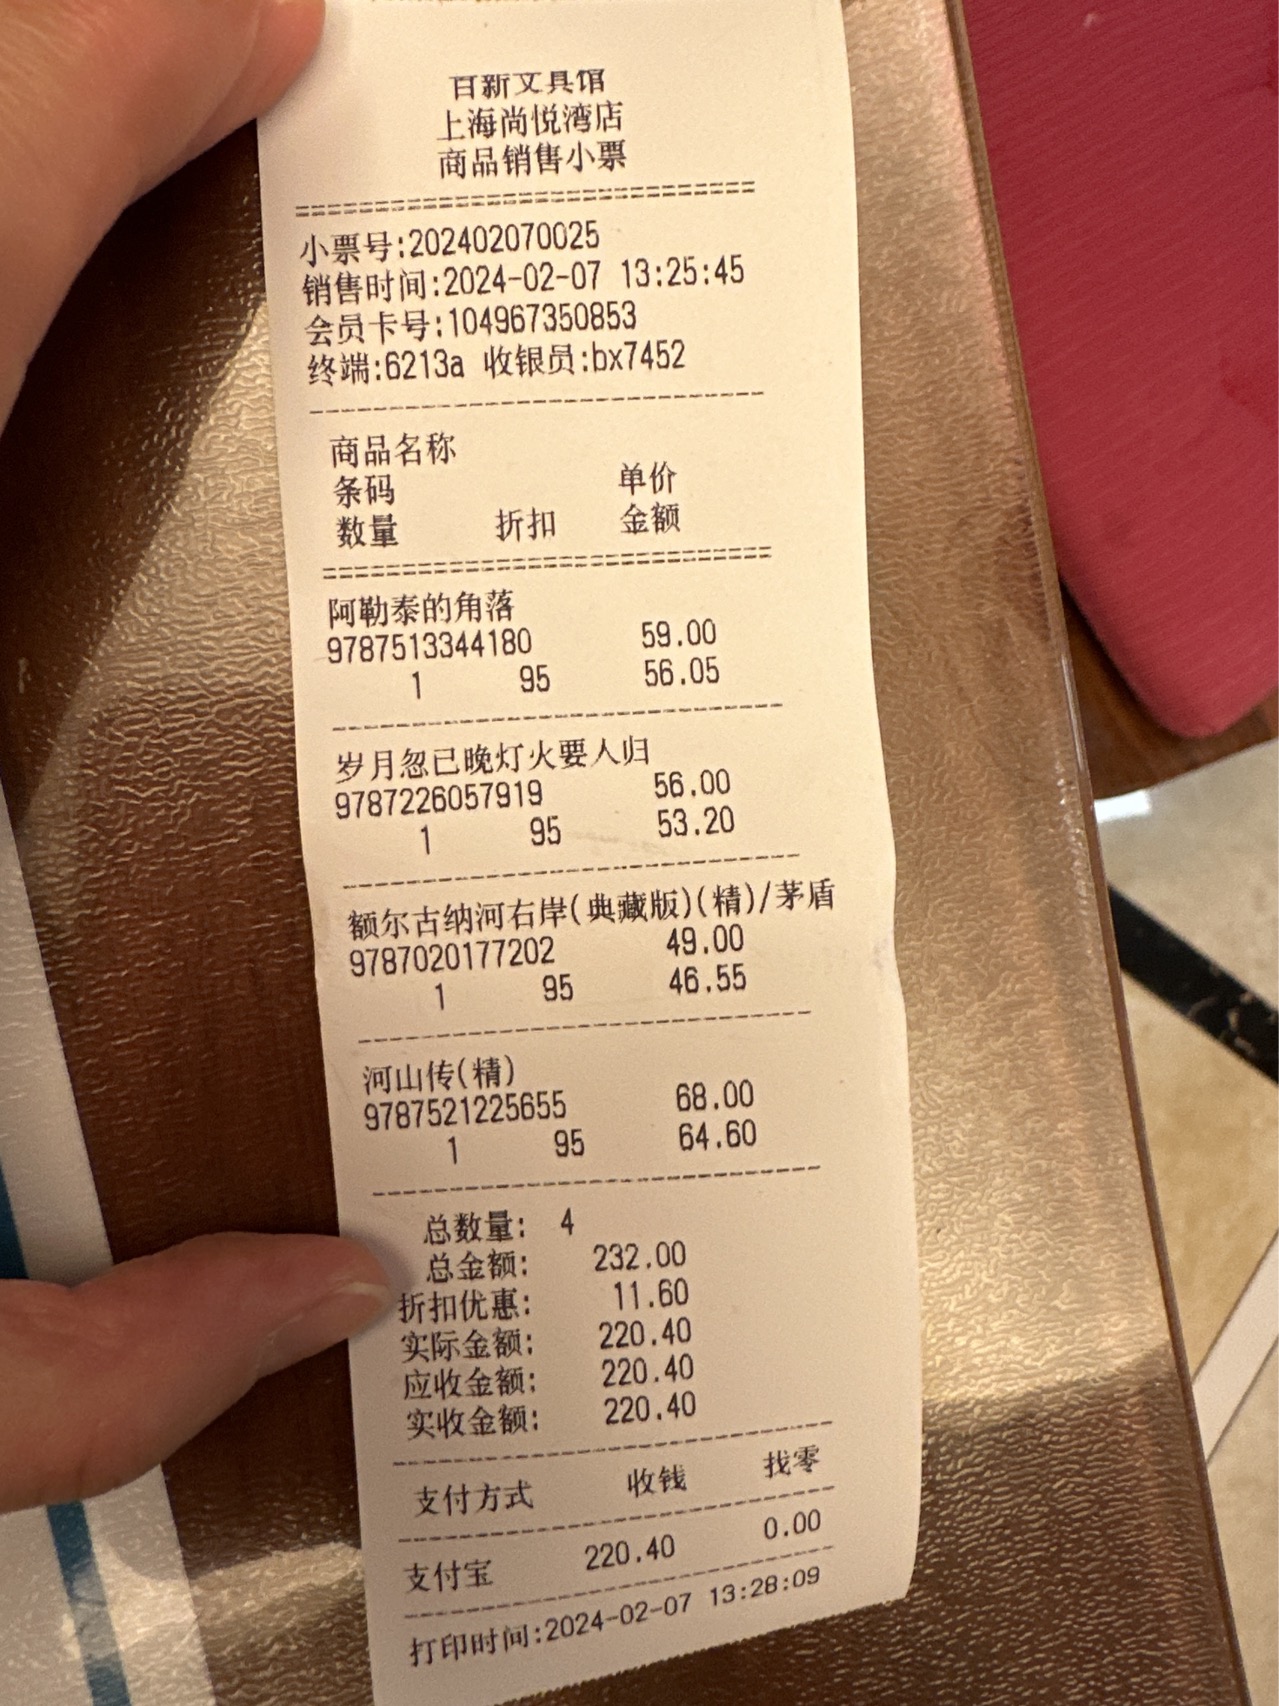 百新文具馆
上海尚悦湾店
商品销售小票
===========================
小票号:202402070025
销售时间:2024-02-07 13:25:45
会员卡号:104967350853
终端:6213a 收银员:bx7452
---------------------------
商品名称
条码 单价
数量 折扣 金额
===========================
阿勒泰的角落
9787513344180 59.00
1 95 56.05
---------------------------
岁月忽已晚灯火要人归
9787226057919 56.00
1 95 53.20
---------------------------
额尔古纳河右岸(典藏版)(精)/茅盾
9787020177202 49.00
1 95 46.55
---------------------------
河山传(精)
9787521225655 68.00
1 95 64.60
---------------------------
总数量: 4
总金额: 232.00
折扣优惠: 11.60
实际金额: 220.40
应收金额: 220.40
实收金额: 220.40
---------------------------
支付方式 收钱 找零
---------------------------
支付宝 220.40 0.00
---------------------------
打印时间:2024-02-07 13:28:09